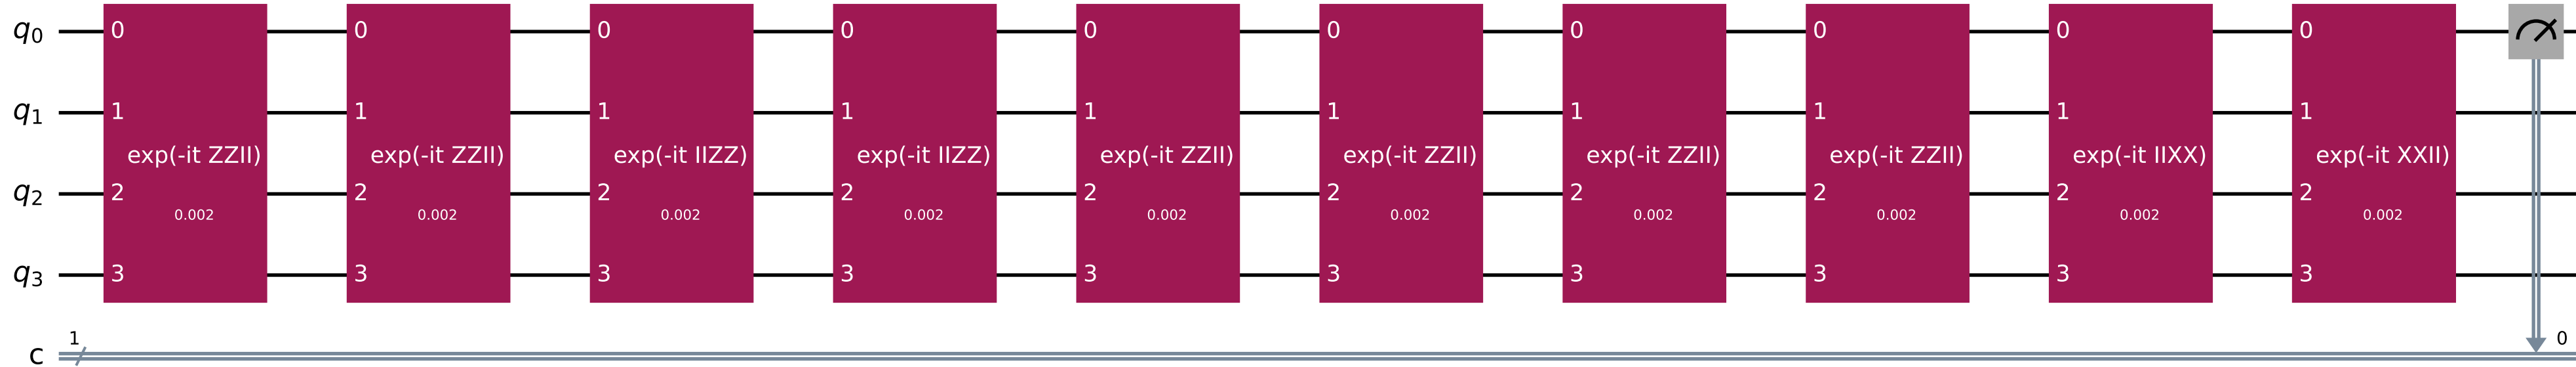 q0 0 0 0 0 0 0 0 0 0 0
q1 1 1 1 1 1 1 1 1 1 1
exp(-it ZZII) exp(-it ZZII) exp(-it IIZZ) exp(-it IIZZ) exp(-it ZZII) exp(-it ZZII) exp(-it ZZII) exp(-it ZZII) exp(-it IIXX) exp(-it XXII)
q2 2 2 2 2 2 2 2 2 2 2
0.002 0.002 0.002 0.002 0.002 0.002 0.002 0.002 0.002 0.002
q3 3 3 3 3 3 3 3 3 3 3
1 0
c